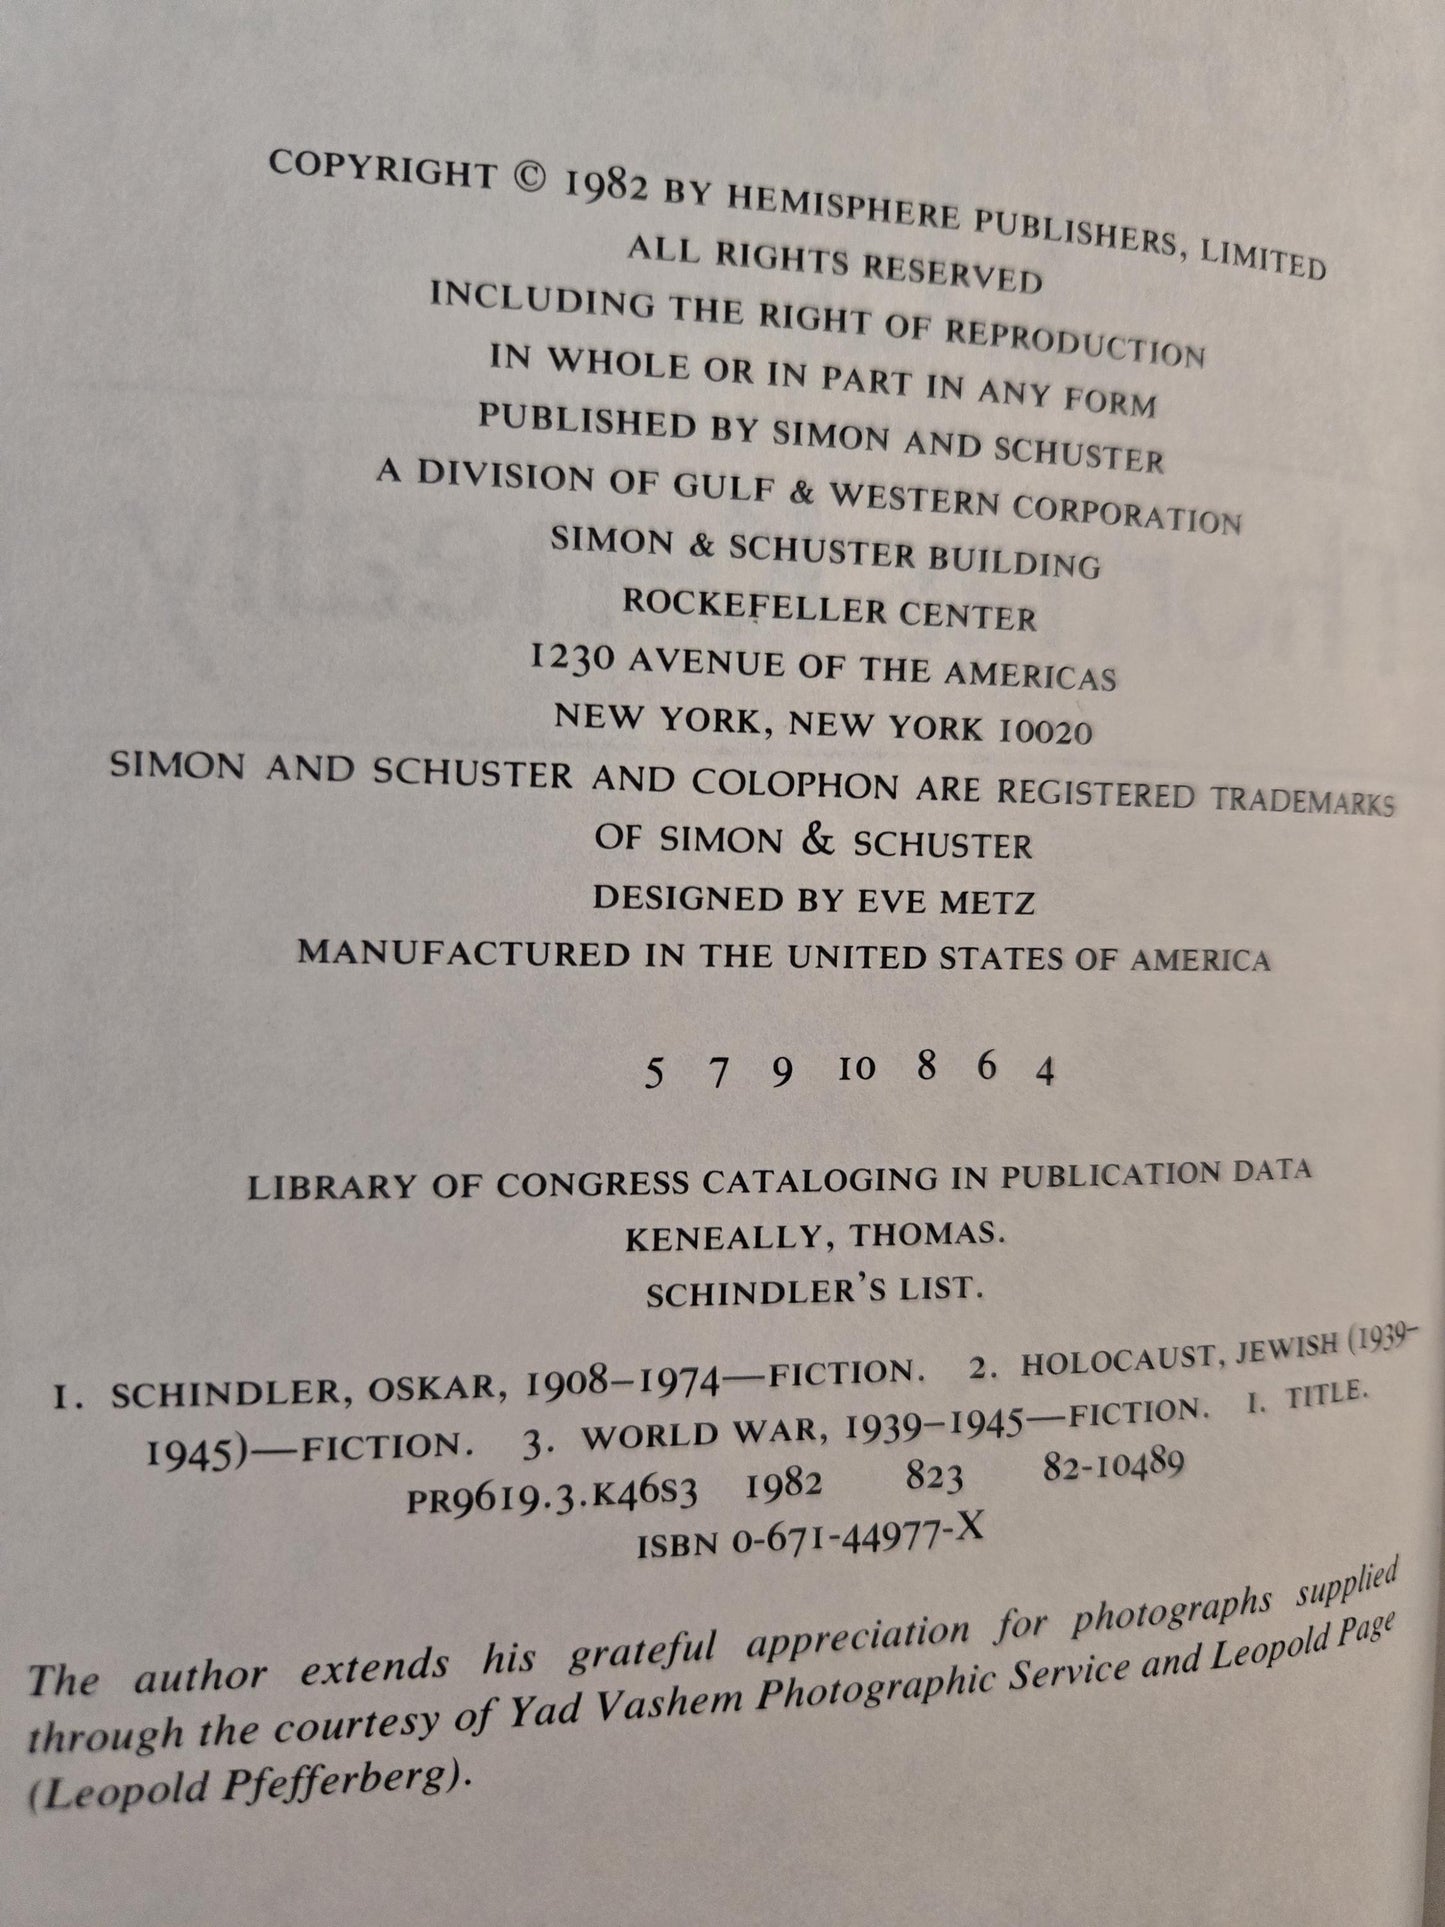 COPYRIGHT © 1982 BY HEMISPHERE PUBLISHERS, LIMITED
ALL RIGHTS RESERVED
INCLUDING THE RIGHT OF REPRODUCTION
IN WHOLE OR IN PART IN ANY FORM
PUBLISHED BY SIMON AND SCHUSTER
A DIVISION OF GULF & WESTERN CORPORATION
SIMON & SCHUSTER BUILDING
ROCKEFELLER CENTER
1230 AVENUE OF THE AMERICAS
NEW YORK, NEW YORK 10020
SIMON AND SCHUSTER AND COLOPHON ARE REGISTERED TRADEMARKS
OF SIMON & SCHUSTER
DESIGNED BY EVE METZ
MANUFACTURED IN THE UNITED STATES OF AMERICA
5 7 9 10 8 6 4
LIBRARY OF CONGRESS CATALOGING IN PUBLICATION DATA
KENEALLY, THOMAS.
SCHINDLER'S LIST.
1. SCHINDLER, OSKAR, 1908–1974—FICTION. 2. HOLOCAUST, JEWISH (1939–
1945)—FICTION. 3. WORLD WAR, 1939–1945—FICTION. I. TITLE.
PR9619.3.K46S3 1982 823 82-10489
ISBN 0-671-44977-X
The author extends his grateful appreciation for photographs supplied
through the courtesy of Yad Vashem Photographic Service and Leopold Page
(Leopold Pfefferberg).